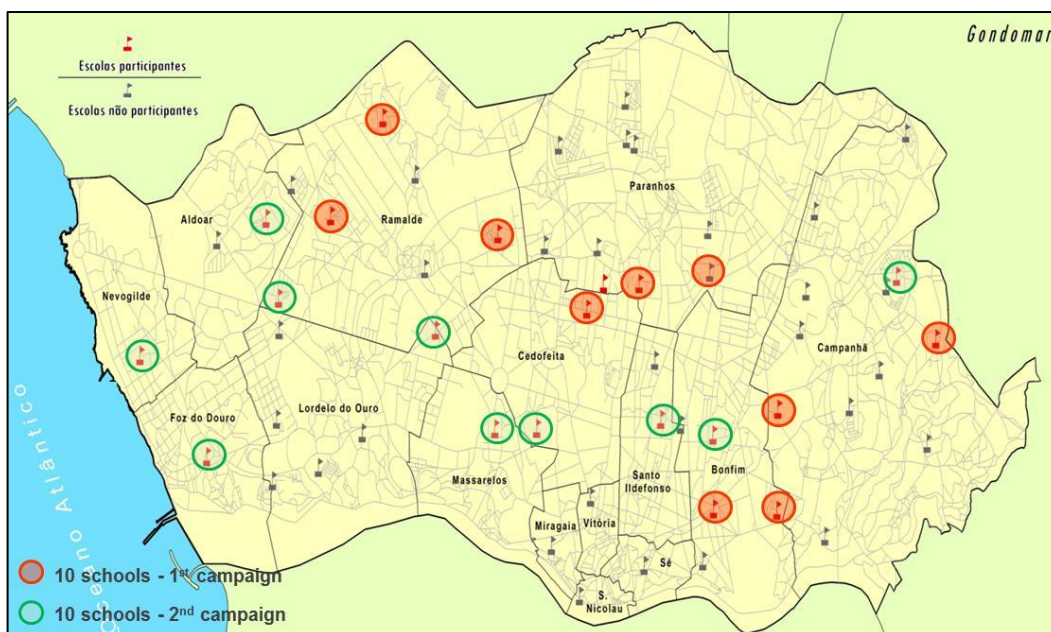 Gondomar
Escolas participantes
Escolas não participantes
Paranhos
Aldoar
Ramalde
Nevogilde
Cedofeita
Campanhã
Foz do Douro
Lordelo do Ouro
Massarelos
Santo
Ildefonso
Bonfim
Miragaia
Vitória
Sé
S.
Nicolau
Oceano Atlântico
10 schools - 1st campaign
10 schools - 2nd campaign